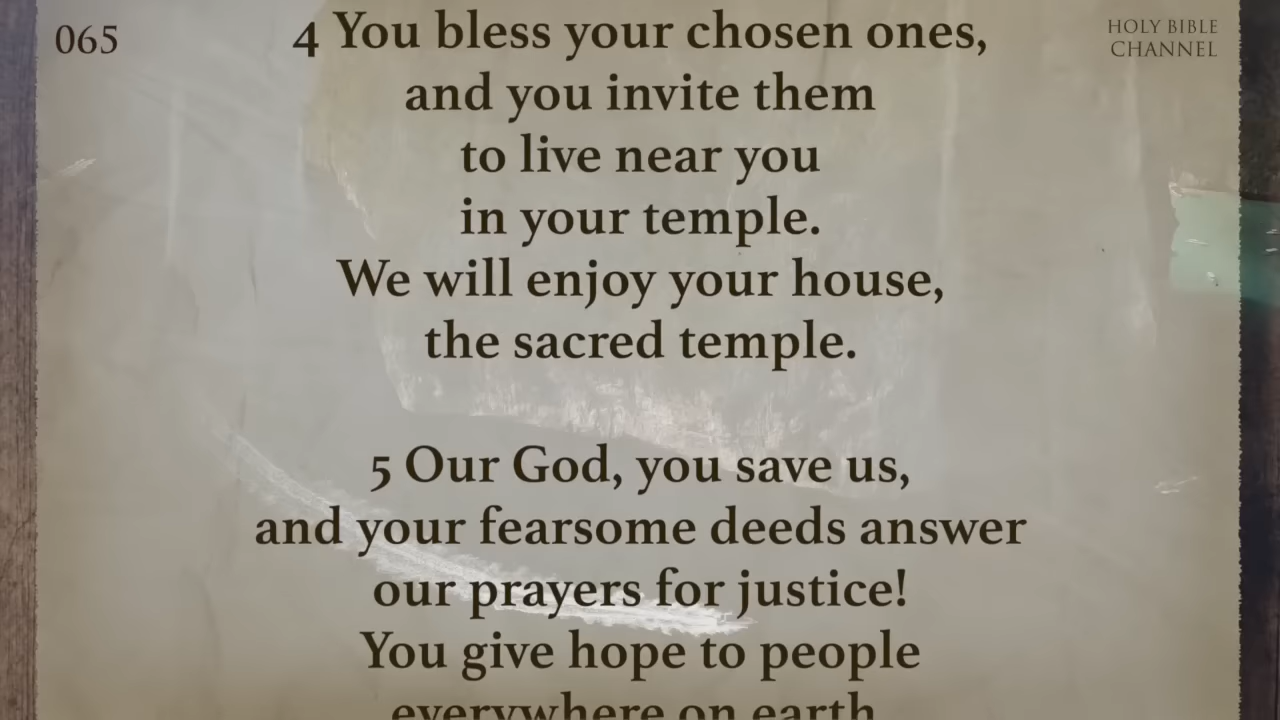 065
HOLY BIBLE
CHANNEL
4 You bless your chosen ones,
and you invite them
to live near you
in your temple.
We will enjoy your house,
the sacred temple.
5 Our God, you save us,
and your fearsome deeds answer
our prayers for justice!
You give hope to people
everywhere on earth